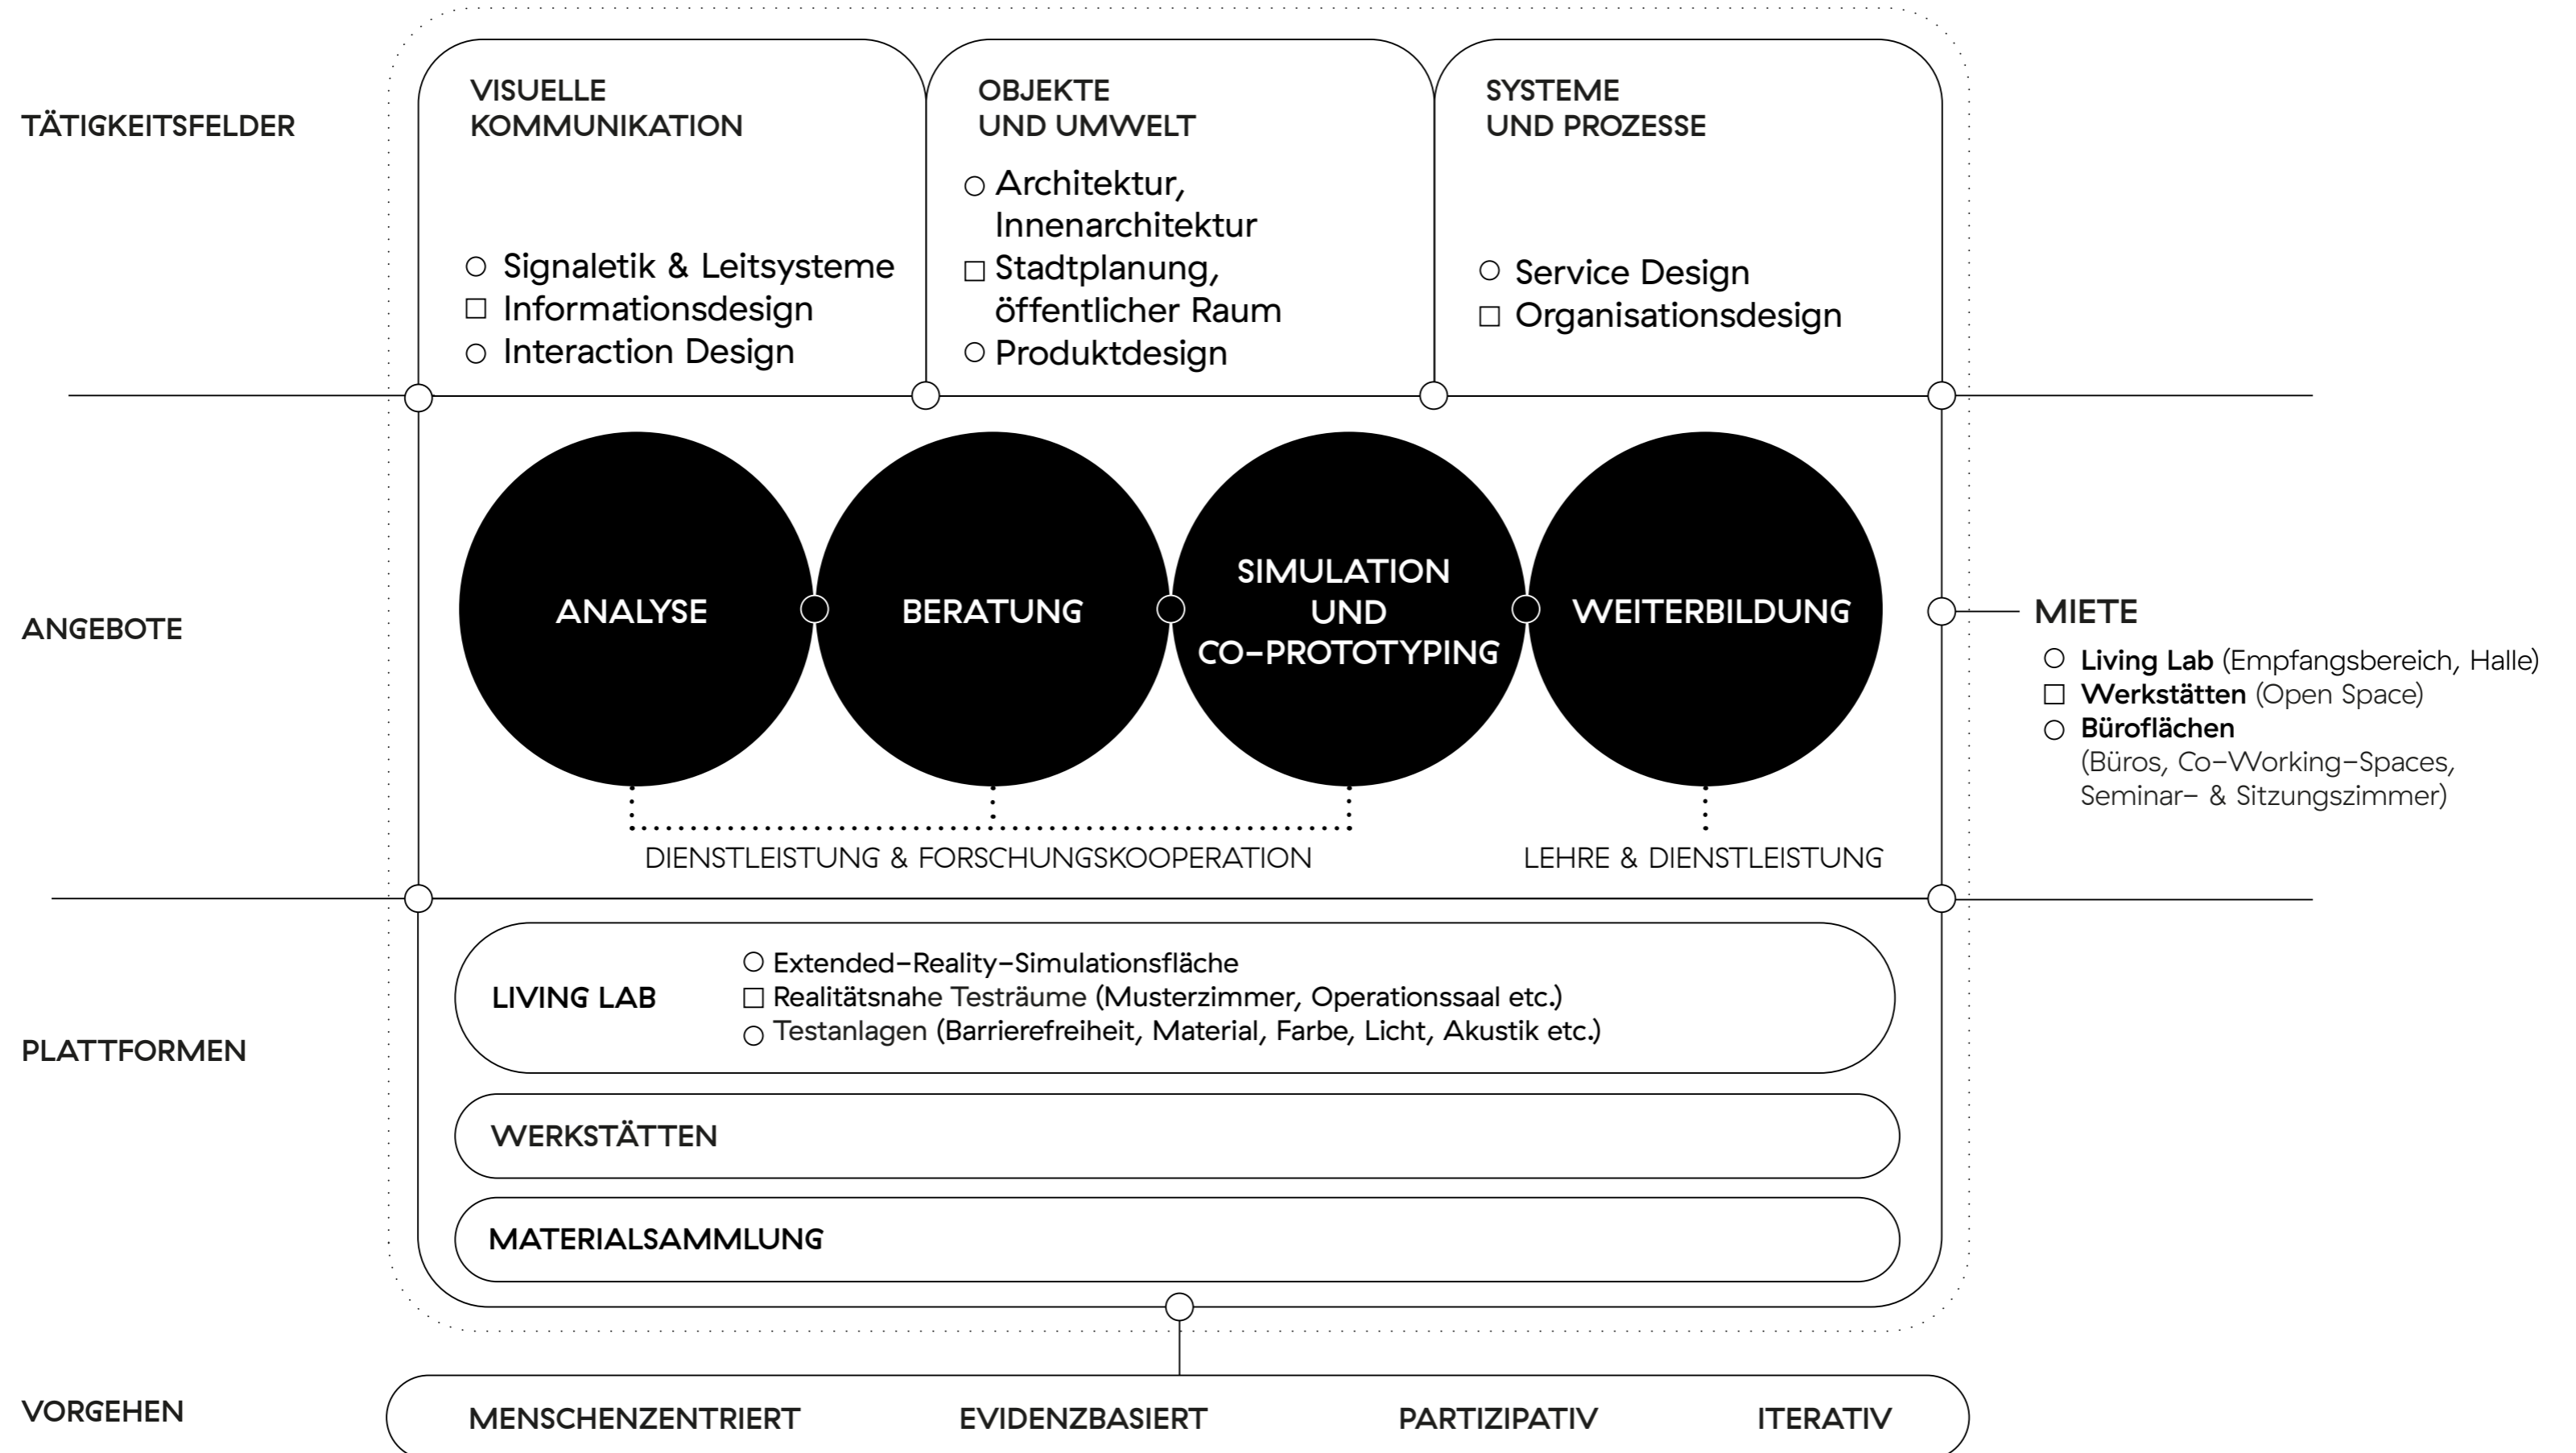 TÄTIGKEITSFELDER
VISUELLE
KOMMUNIKATION
Signaletik & Leitsysteme
Informationsdesign
Interaction Design
OBJEKTE
UND UMWELT
Architektur,
Innenarchitektur
Stadtplanung,
öffentlicher Raum
Produktdesign
SYSTEME
UND PROZESSE
Service Design
Organisationsdesign
ANGEBOTE
ANALYSE
BERATUNG
SIMULATION
UND
CO-PROTOTYPING
WEITERBILDUNG
DIENSTLEISTUNG & FORSCHUNGSKOOPERATION
LEHRE & DIENSTLEISTUNG
MIETE
Living Lab (Empfangsbereich, Halle)
Werkstätten (Open Space)
Büroflächen
(Büros, Co-Working-Spaces,
Seminar- & Sitzungszimmer)
PLATTFORMEN
LIVING LAB
Extended-Reality-Simulationsfläche
Realitätsnahe Testräume (Musterzimmer, Operationssaal etc.)
Testanlagen (Barrierefreiheit, Material, Farbe, Licht, Akustik etc.)
WERKSTÄTTEN
MATERIALSAMMLUNG
VORGEHEN
MENSCHENZENTRIERT
EVIDENZBASIERT
PARTIZIPATIV
ITERATIV